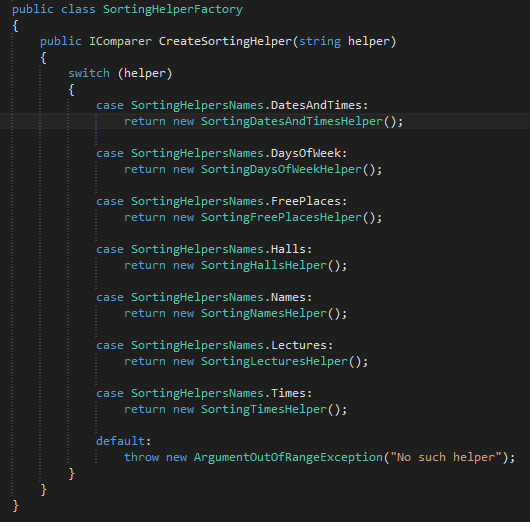 public class SortingHelperFactory
{
    public IComparer CreateSortingHelper(string helper)
    {
        switch (helper)
        {
            case SortingHelpersNames.DatesAndTimes:
                return new SortingDatesAndTimesHelper();
            case SortingHelpersNames.DaysOfWeek:
                return new SortingDaysOfWeekHelper();
            case SortingHelpersNames.FreePlaces:
                return new SortingFreePlacesHelper();
            case SortingHelpersNames.Halls:
                return new SortingHallsHelper();
            case SortingHelpersNames.Names:
                return new SortingNamesHelper();
            case SortingHelpersNames.Lectures:
                return new SortingLecturesHelper();
            case SortingHelpersNames.Times:
                return new SortingTimesHelper();
            default:
                throw new ArgumentOutOfRangeException("No such helper");
        }
    }
}